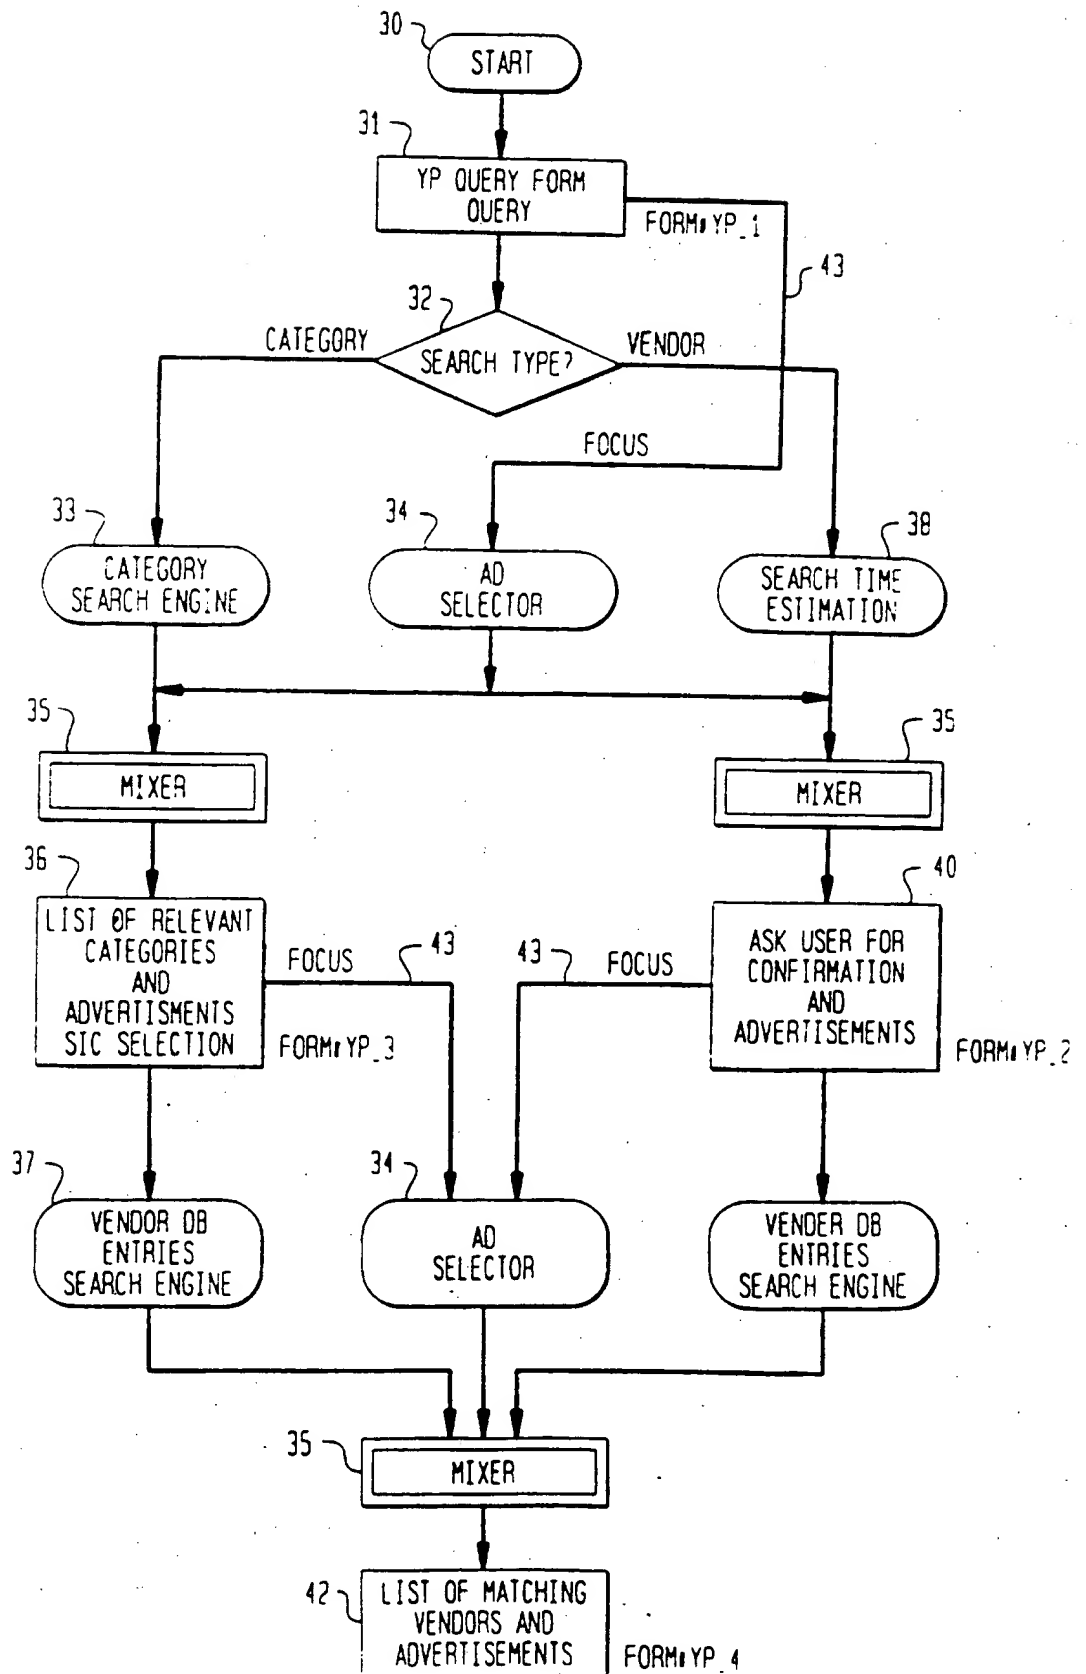 30
START
31
YP QUERY FORM
QUERY
FORM#YP_1
43
32
CATEGORY
SEARCH TYPE?
VENDOR
FOCUS
33
CATEGORY
SEARCH ENGINE
34
AD
SELECTOR
38
SEARCH TIME
ESTIMATION
35
MIXER
35
MIXER
36
LIST OF RELEVANT
CATEGORIES
AND
ADVERTISMENTS
SIC SELECTION
FOCUS
43
FORM#YP_3
43
FOCUS
40
ASK USER FOR
CONFIRMATION
AND
ADVERTISEMENTS
FORM#YP_2
37
VENDOR DB
ENTRIES
SEARCH ENGINE
34
AD
SELECTOR
VENDER DB
ENTRIES
SEARCH ENGINE
35
MIXER
42
LIST OF MATCHING
VENDORS AND
ADVERTISEMENTS
FORM#YP_4